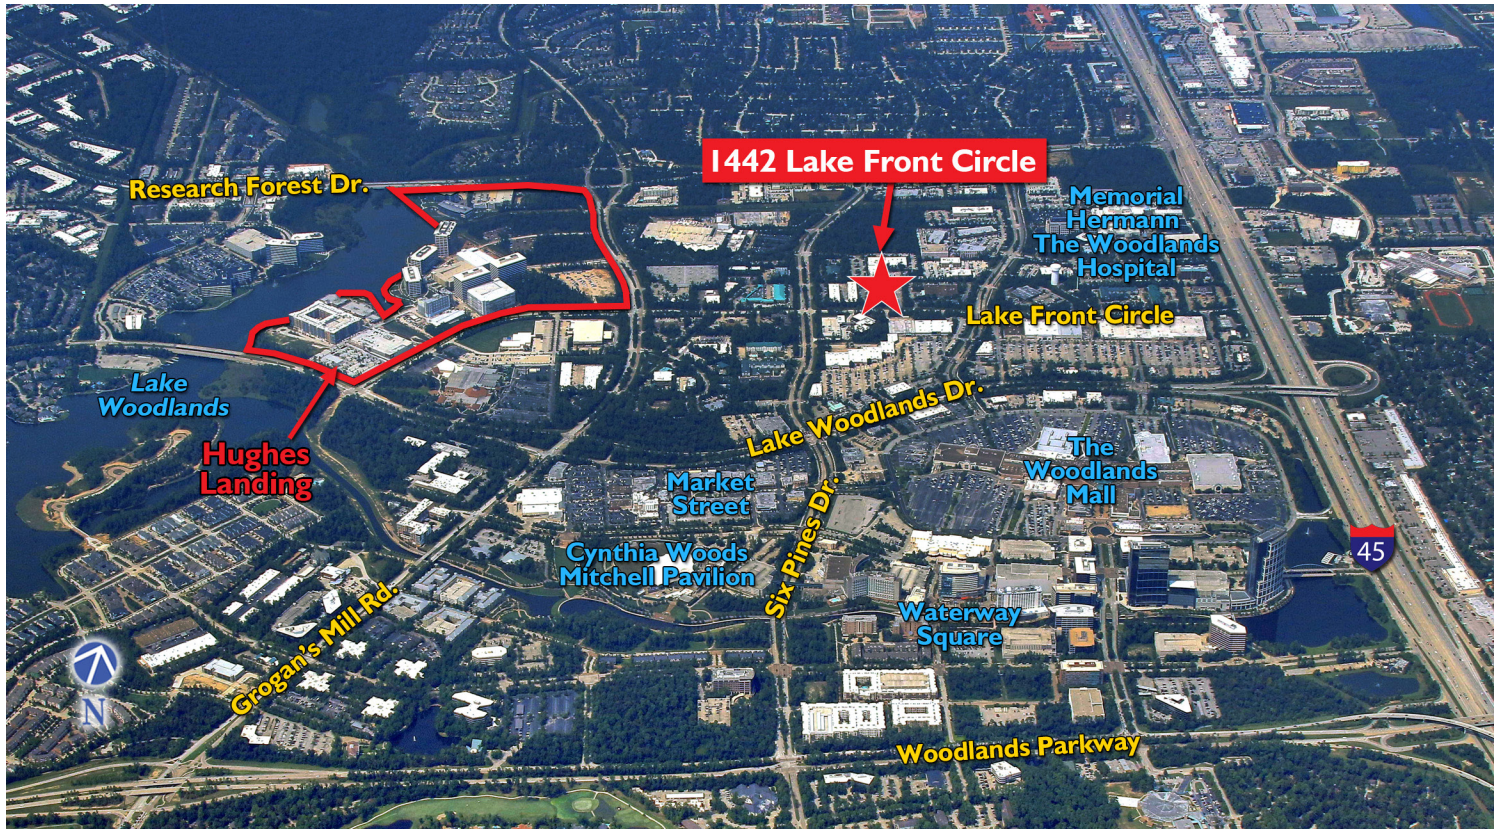 1442 Lake Front Circle
Research Forest Dr.
Memorial
Hermann
The Woodlands
Hospital
Lake Front Circle
Lake
Woodlands
Lake Woodlands Dr.
Hughes
Landing
The
Woodlands
Mall
Market
Street
Six Pines Dr.
45
Cynthia Woods
Mitchell Pavilion
Grogan's Mill Rd.
Waterway
Square
N
Woodlands Parkway